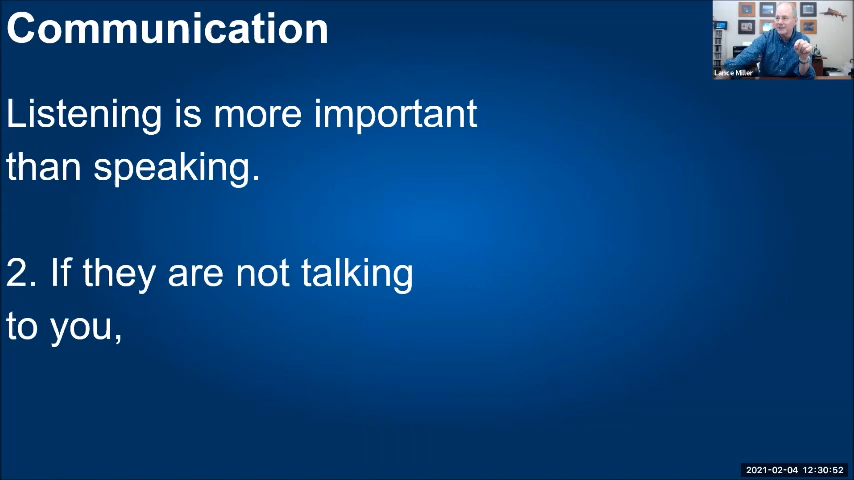 Communication
Listening is more important
than speaking.
2. If they are not talking
to you,
Lance Miller
2021-02-04 12:30:52